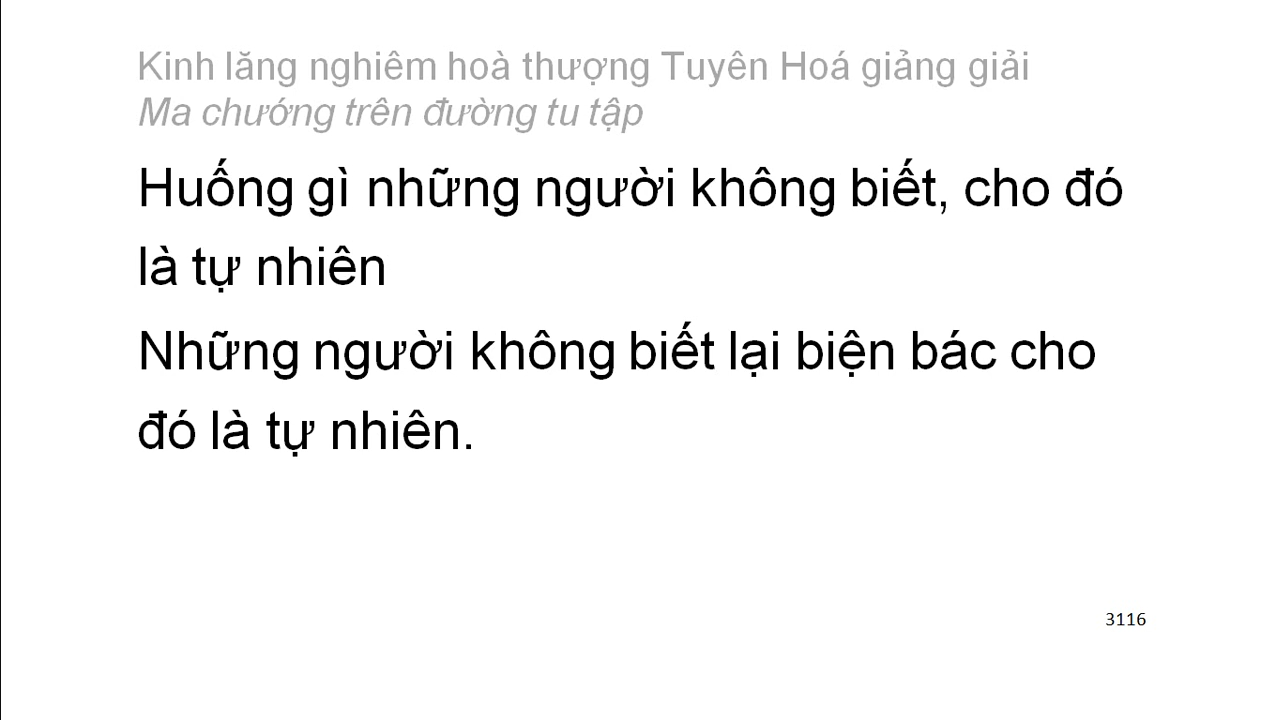 Kinh lăng nghiêm hoà thượng Tuyên Hoá giảng giải
Ma chướng trên đường tu tập
Huống gì những người không biết, cho đó
là tự nhiên
Những người không biết lại biện bác cho
đó là tự nhiên.
3116